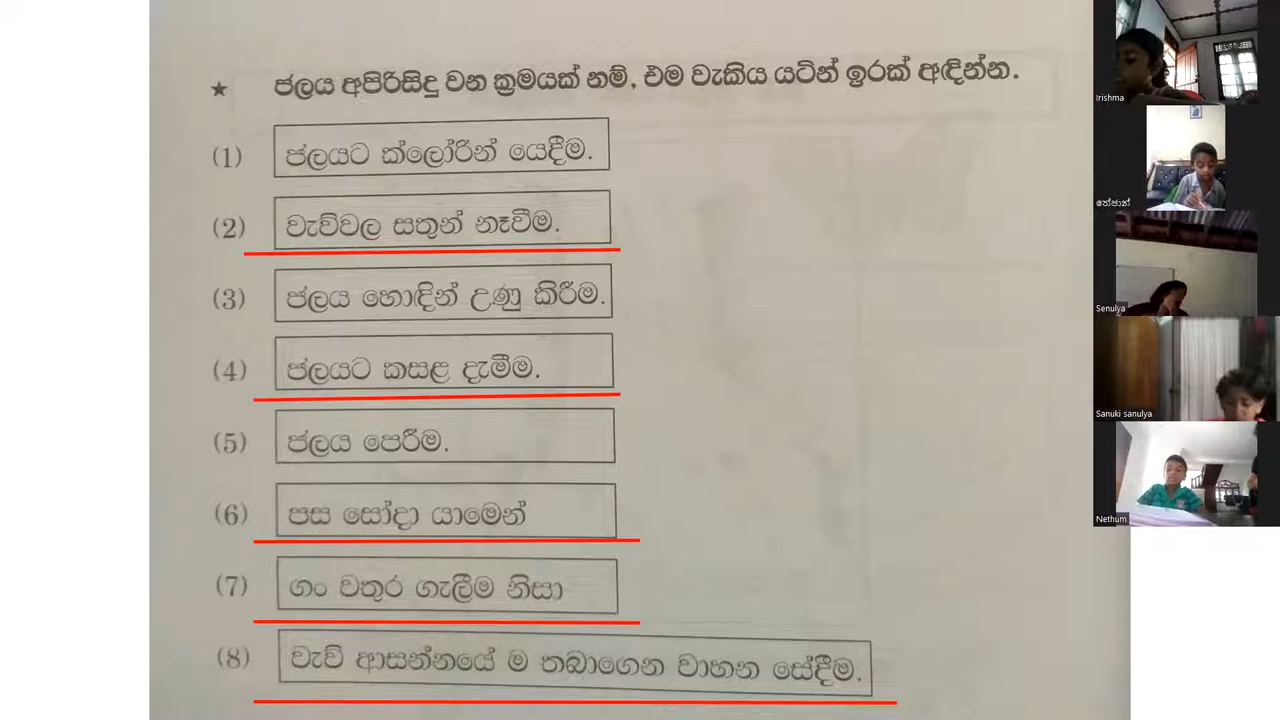 ★ ජලය අපිරිසිදු වන ක්‍රමයක් නම්, එම වැකිය යටින් ඉරක් අඳින්න.
(1) ජලයට ක්ලෝරින් යෙදීම.
(2) වැව්වල සතුන් නෑවීම.
(3) ජලය හොඳින් උණු කිරීම.
(4) ජලයට කසළ දැමීම.
(5) ජලය පෙරීම.
(6) පස සෝදා යාමෙන්
(7) ගං වතුර ගැලීම නිසා
(8) වැව් ආසන්නයේ ම තබාගෙන වාහන සේදීම.
Irishma
තේජාන්
Senulya
Sanuki sanulya
Nethum